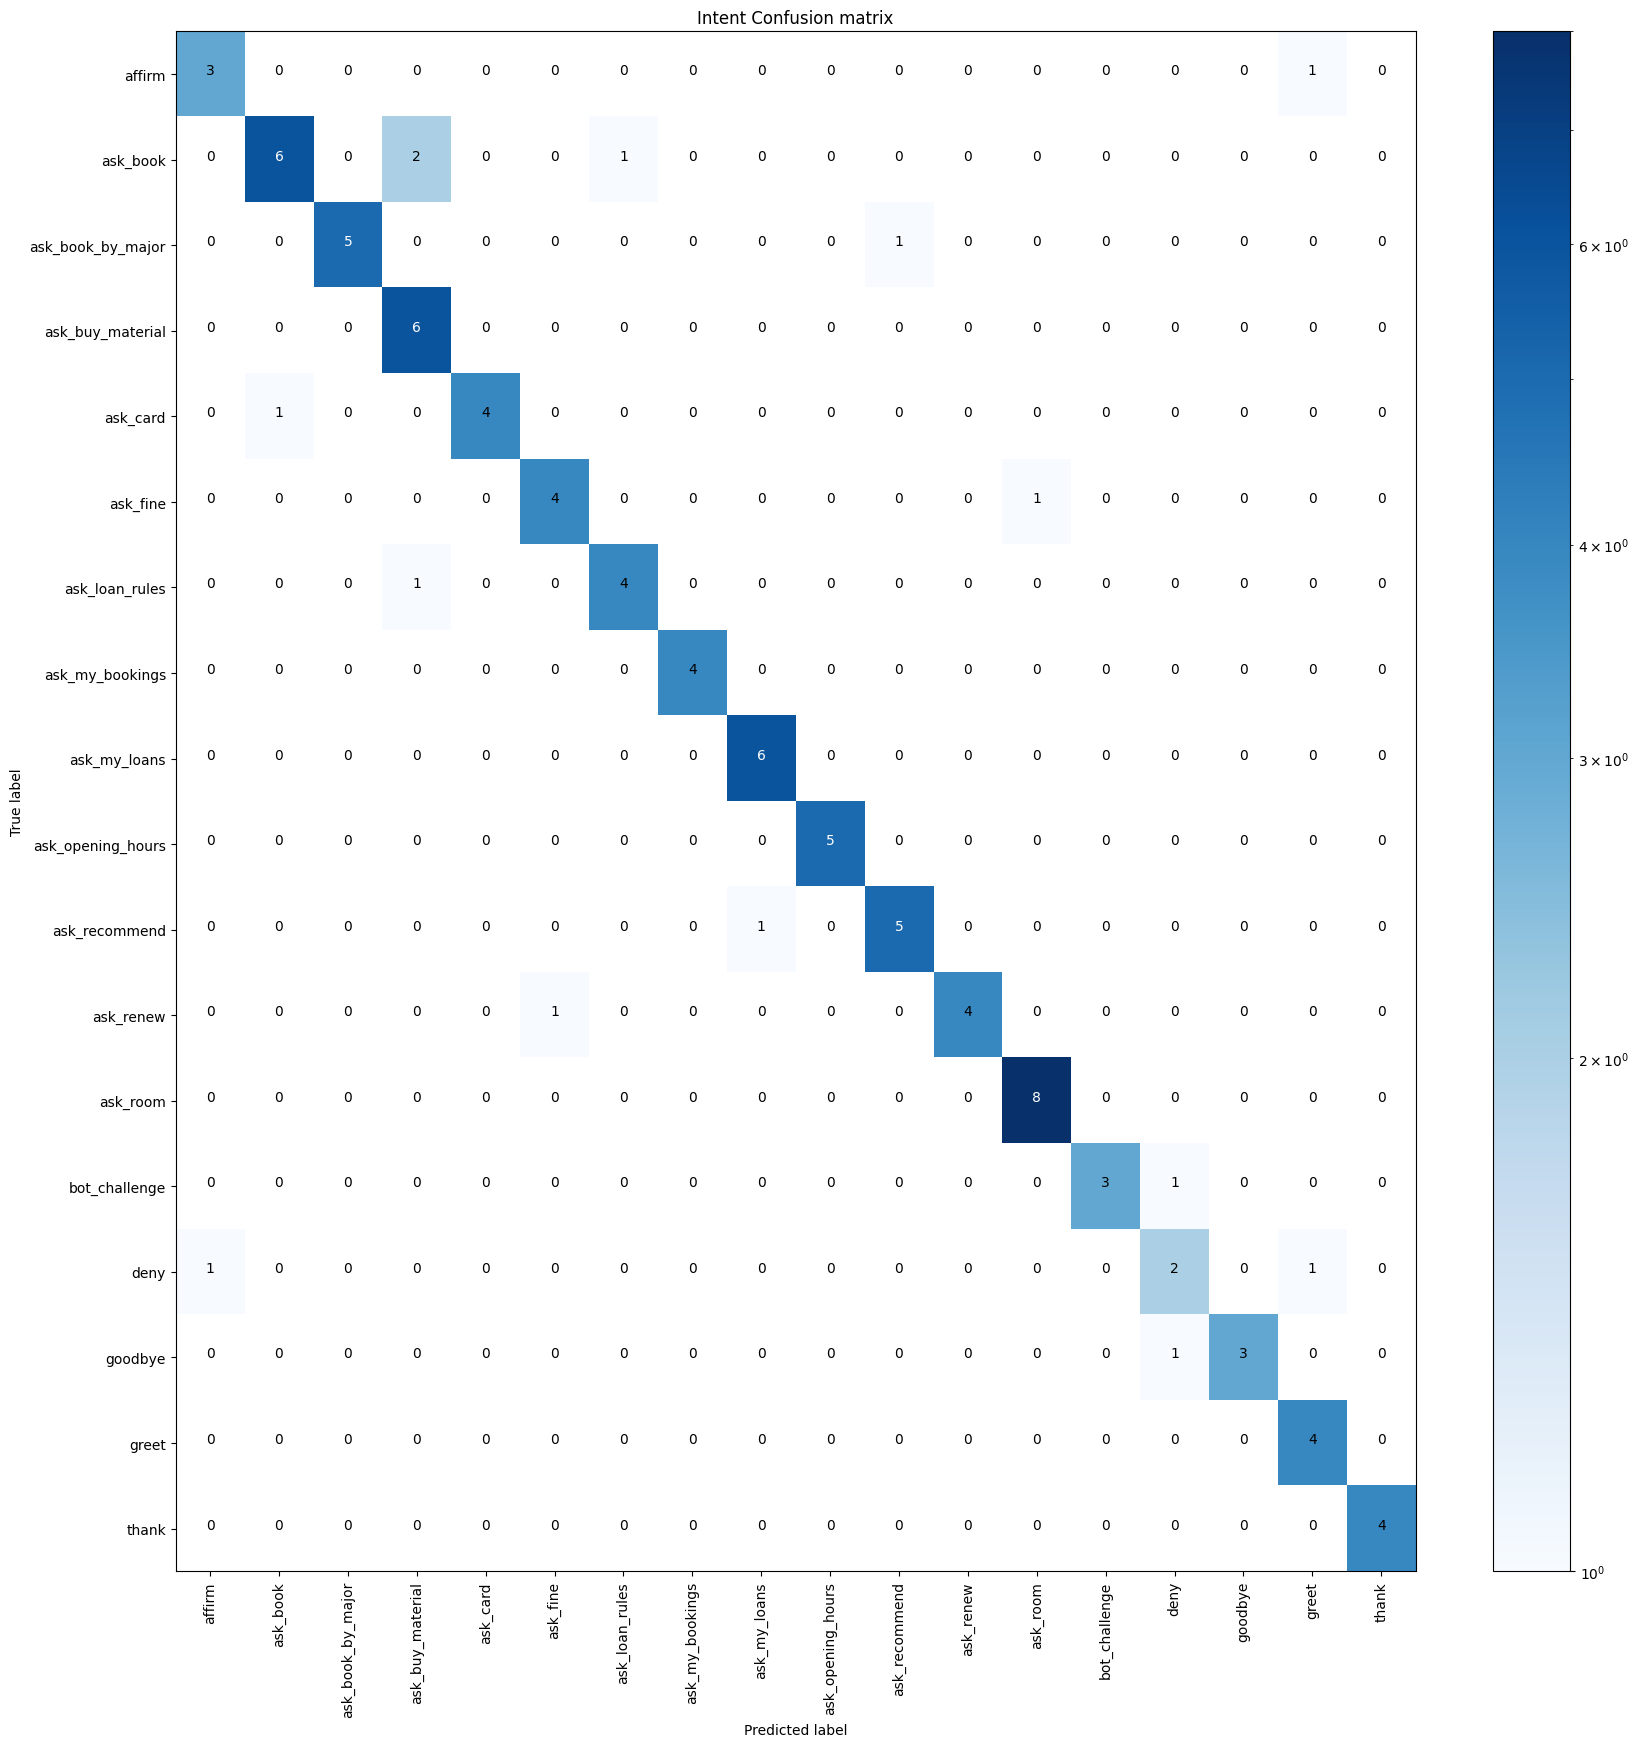 Intent Confusion matrix
affirm 3 0 0 0 0 0 0 0 0 0 0 0 0 0 0 0 1 0
ask_book 0 6 0 2 0 0 1 0 0 0 0 0 0 0 0 0 0 0
ask_book_by_major 0 0 5 0 0 0 0 0 0 0 1 0 0 0 0 0 0 0
ask_buy_material 0 0 0 6 0 0 0 0 0 0 0 0 0 0 0 0 0 0
ask_card 0 1 0 0 4 0 0 0 0 0 0 0 0 0 0 0 0 0
ask_fine 0 0 0 0 0 4 0 0 0 0 0 0 1 0 0 0 0 0
ask_loan_rules 0 0 0 1 0 0 4 0 0 0 0 0 0 0 0 0 0 0
ask_my_bookings 0 0 0 0 0 0 0 4 0 0 0 0 0 0 0 0 0 0
ask_my_loans 0 0 0 0 0 0 0 0 6 0 0 0 0 0 0 0 0 0
ask_opening_hours 0 0 0 0 0 0 0 0 0 5 0 0 0 0 0 0 0 0
ask_recommend 0 0 0 0 0 0 0 0 1 0 5 0 0 0 0 0 0 0
ask_renew 0 0 0 0 0 1 0 0 0 0 0 4 0 0 0 0 0 0
ask_room 0 0 0 0 0 0 0 0 0 0 0 0 8 0 0 0 0 0
bot_challenge 0 0 0 0 0 0 0 0 0 0 0 0 0 3 1 0 0 0
deny 1 0 0 0 0 0 0 0 0 0 0 0 0 0 2 0 1 0
goodbye 0 0 0 0 0 0 0 0 0 0 0 0 0 0 1 3 0 0
greet 0 0 0 0 0 0 0 0 0 0 0 0 0 0 0 0 4 0
thank 0 0 0 0 0 0 0 0 0 0 0 0 0 0 0 0 0 4
True label
affirm
ask_book
ask_book_by_major
ask_buy_material
ask_card
ask_fine
ask_loan_rules
ask_my_bookings
ask_my_loans
ask_opening_hours
ask_recommend
ask_renew
ask_room
bot_challenge
deny
goodbye
greet
thank
Predicted label
6 × 10⁰
4 × 10⁰
3 × 10⁰
2 × 10⁰
10⁰